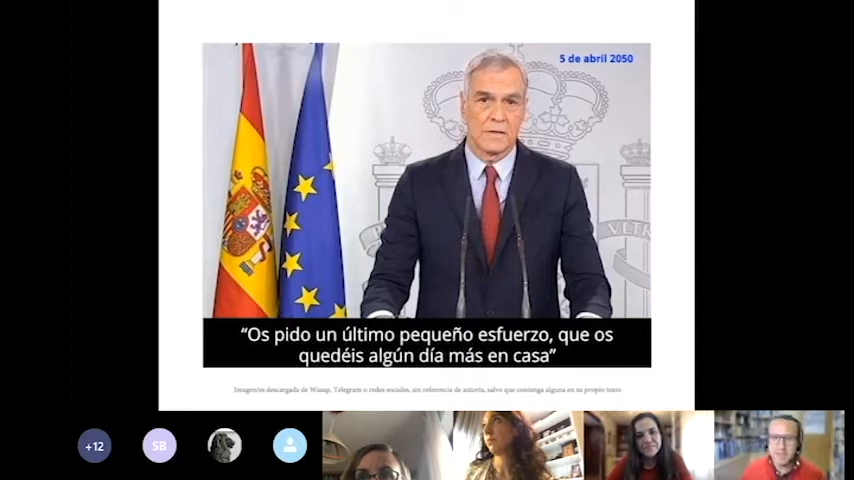 5 de abril 2050
VLTR
“Os pido un último pequeño esfuerzo, que os
quedéis algún día más en casa”
Imagen/es descargada de Wasap, Telegram o redes sociales, sin referencia de autoría, salvo que contenga alguna en su propio texto.
+12
SB